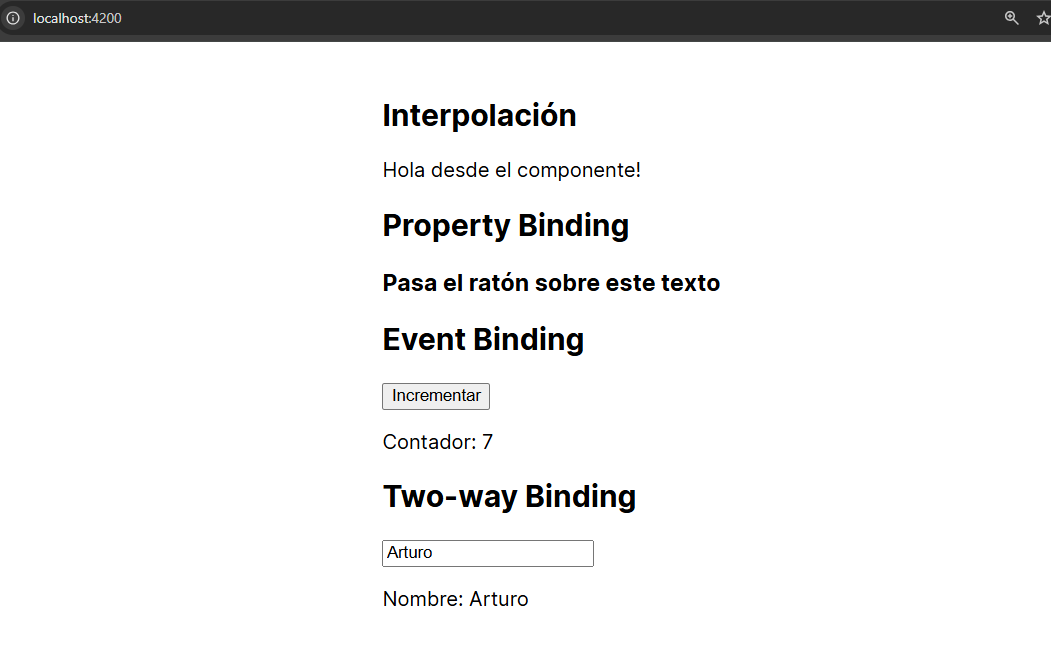 localhost:4200
Interpolación
Hola desde el componente!
Property Binding
Pasa el ratón sobre este texto
Event Binding
Incrementar
Contador: 7
Two-way Binding
Arturo
Nombre: Arturo